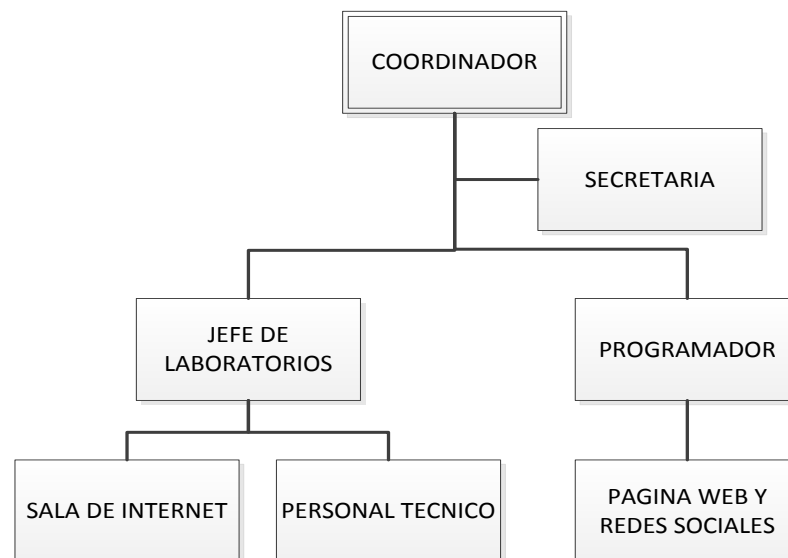 COORDINADOR
SECRETARIA
JEFE DE
LABORATORIOS
PROGRAMADOR
SALA DE INTERNET
PERSONAL TECNICO
PAGINA WEB Y
REDES SOCIALES